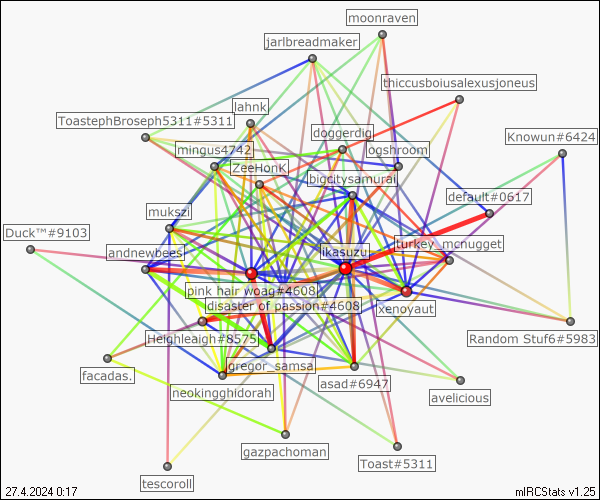 moonraven
jarlbreadmaker
thiccusboiusalexusjoneus
lahnk
ToastephBroseph5311#5311
doggerdig
Knowun#6424
mingus4742
ogshroom
ZeeHonK
bigcitysamurai
default#0617
mukszi
Duck™#9103
turkey_mcnugget
andnewbees
ikasuzu
pink hair woag#4608
disaster of passion#4608
xenoyaut
Heighleaigh#8575
Random Stuf6#5983
gregor_samsa
facadas.
asad#6947
neokingghidorah
avelicious
gazpachoman
Toast#5311
tescoroll
27.4.2024 0:17
mIRCStats v1.25